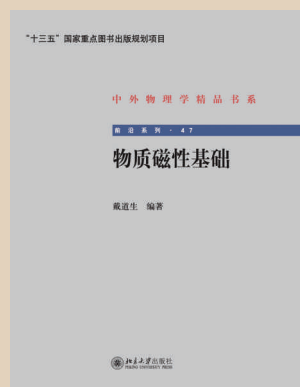 “十三五”国家重点图书出版规划项目
中外物理学精品书系
前沿系列·47
物质磁性基础
戴道生 编著
北京大学出版社
PEKING UNIVERSITY PRESS